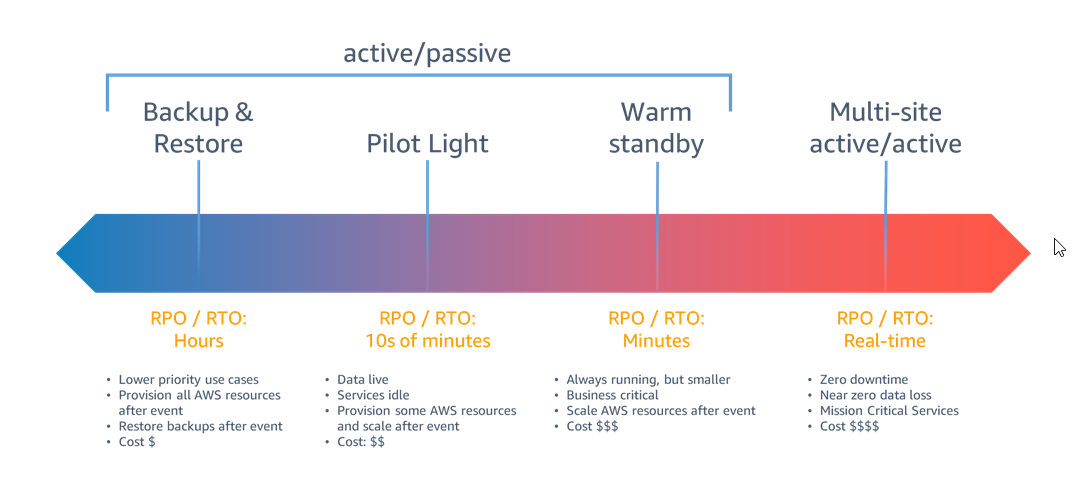 active/passive
Backup &
Restore
Pilot Light
Warm
standby
Multi-site
active/active
RPO / RTO:
Hours
RPO / RTO:
10s of minutes
RPO / RTO:
Minutes
RPO / RTO:
Real-time
• Lower priority use cases
• Provision all AWS resources
after event
• Restore backups after event
• Cost $
• Data live
• Services idle
• Provision some AWS resources
and scale after event
• Cost: $$
• Always running, but smaller
• Business critical
• Scale AWS resources after event
• Cost $$$
• Zero downtime
• Near zero data loss
• Mission Critical Services
• Cost $$$$